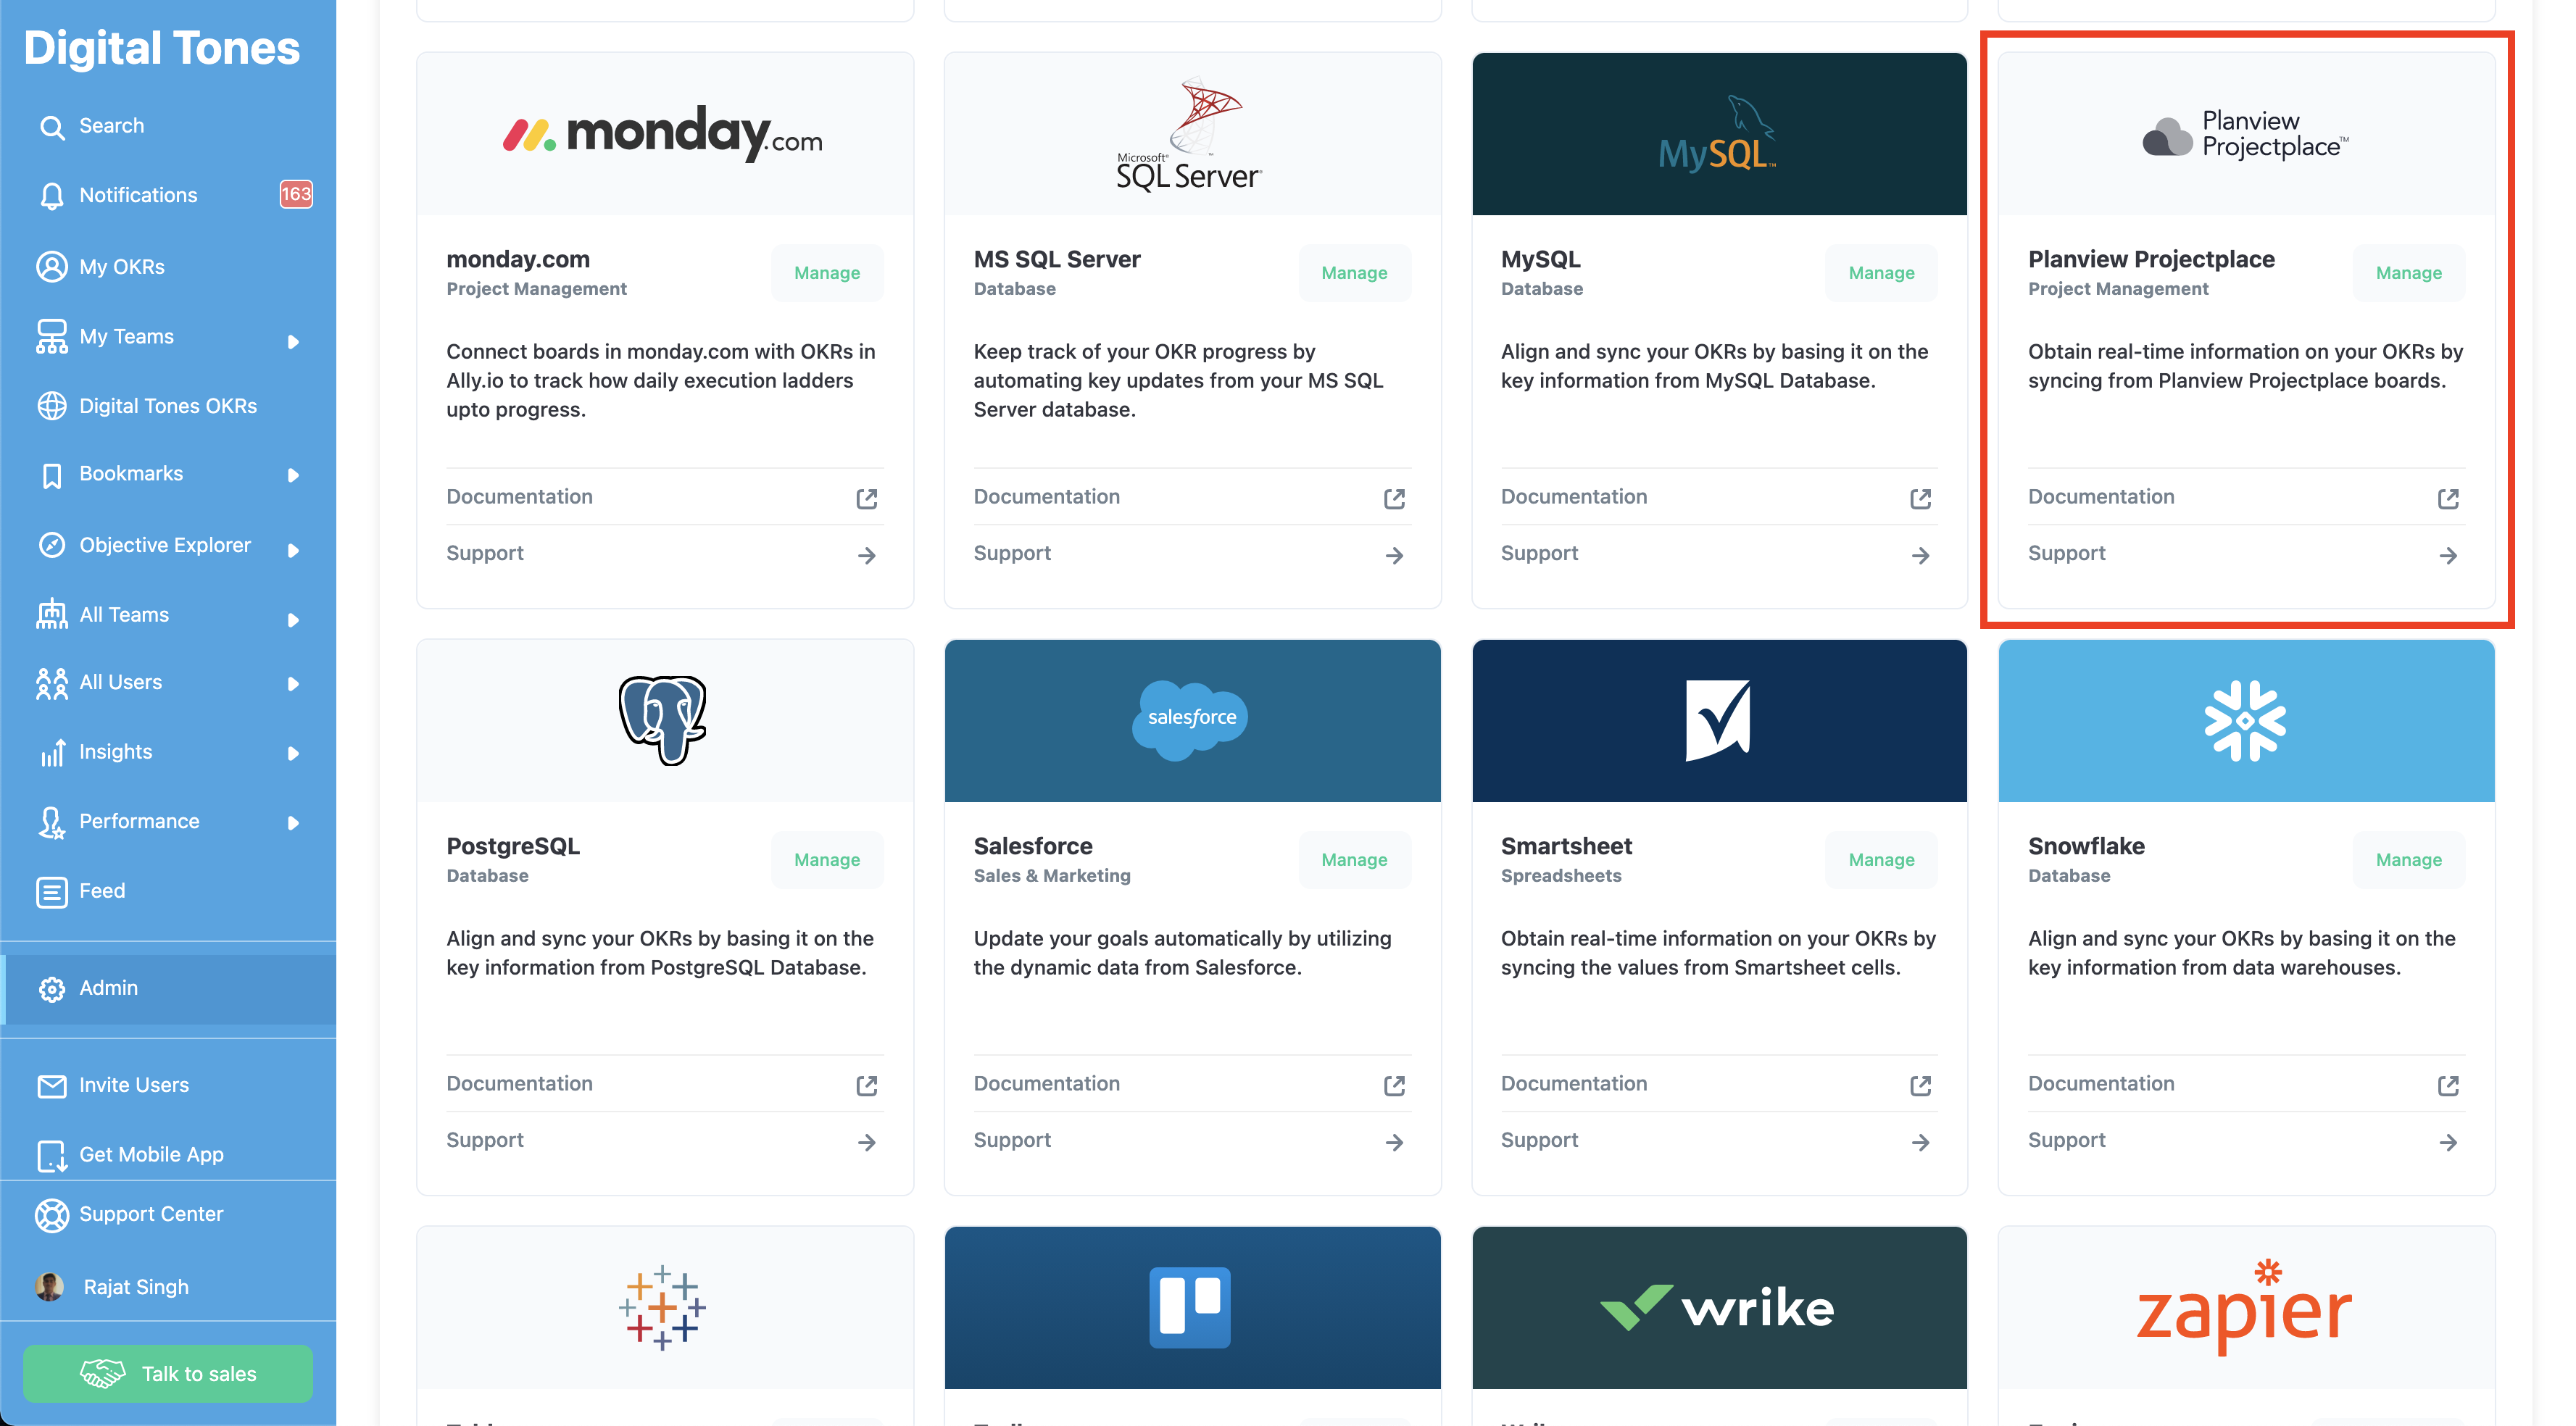 Digital Tones
Search
Notifications 163
My OKRs
My Teams
Digital Tones OKRs
Bookmarks
Objective Explorer
All Teams
All Users
Insights
Performance
Feed
Admin
Invite Users
Get Mobile App
Support Center
Rajat Singh
Talk to sales
monday.com
monday.com
Manage
Project Management
Connect boards in monday.com with OKRs in
Ally.io to track how daily execution ladders
upto progress.
Documentation
Support
Microsoft®
SQL Server®
MS SQL Server
Manage
Database
Keep track of your OKR progress by
automating key updates from your MS SQL
Server database.
Documentation
Support
MySQL™
MySQL
Manage
Database
Align and sync your OKRs by basing it on the
key information from MySQL Database.
Documentation
Support
Planview
Projectplace™
Planview Projectplace
Manage
Project Management
Obtain real-time information on your OKRs by
syncing from Planview Projectplace boards.
Documentation
Support
PostgreSQL
Manage
Database
Align and sync your OKRs by basing it on the
key information from PostgreSQL Database.
Documentation
Support
salesforce
Salesforce
Manage
Sales & Marketing
Update your goals automatically by utilizing
the dynamic data from Salesforce.
Documentation
Support
Smartsheet
Manage
Spreadsheets
Obtain real-time information on your OKRs by
syncing the values from Smartsheet cells.
Documentation
Support
Snowflake
Manage
Database
Align and sync your OKRs by basing it on the
key information from data warehouses.
Documentation
Support
wrike
zapier